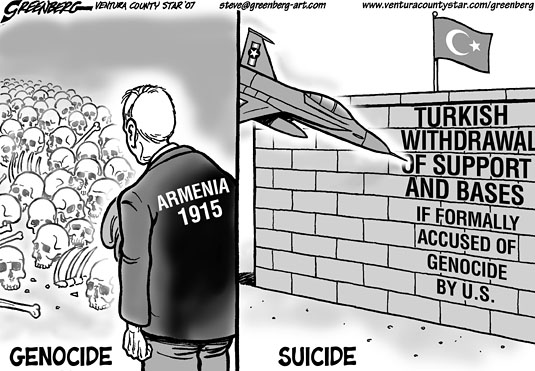 GREENBERG — VENTURA COUNTY STAR '07
steve@greenberg-art.com
www.venturacountystar.com/greenberg
ARMENIA
1915
GENOCIDE
TURKISH
WITHDRAWAL
OF SUPPORT
AND BASES
IF FORMALLY
ACCUSED OF
GENOCIDE
BY U.S.
SUICIDE